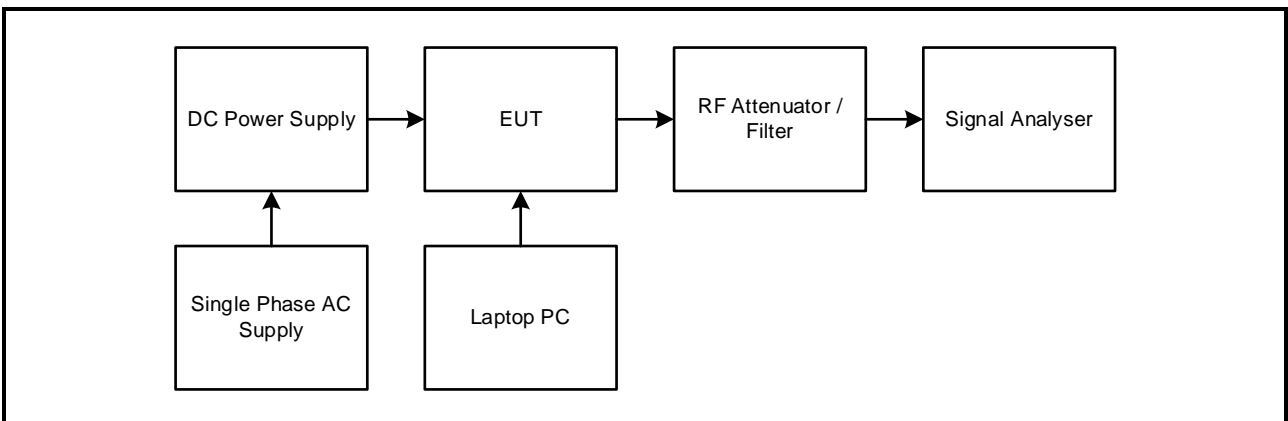 DC Power Supply
EUT
RF Attenuator /
Filter
Signal Analyser
Single Phase AC
Supply
Laptop PC